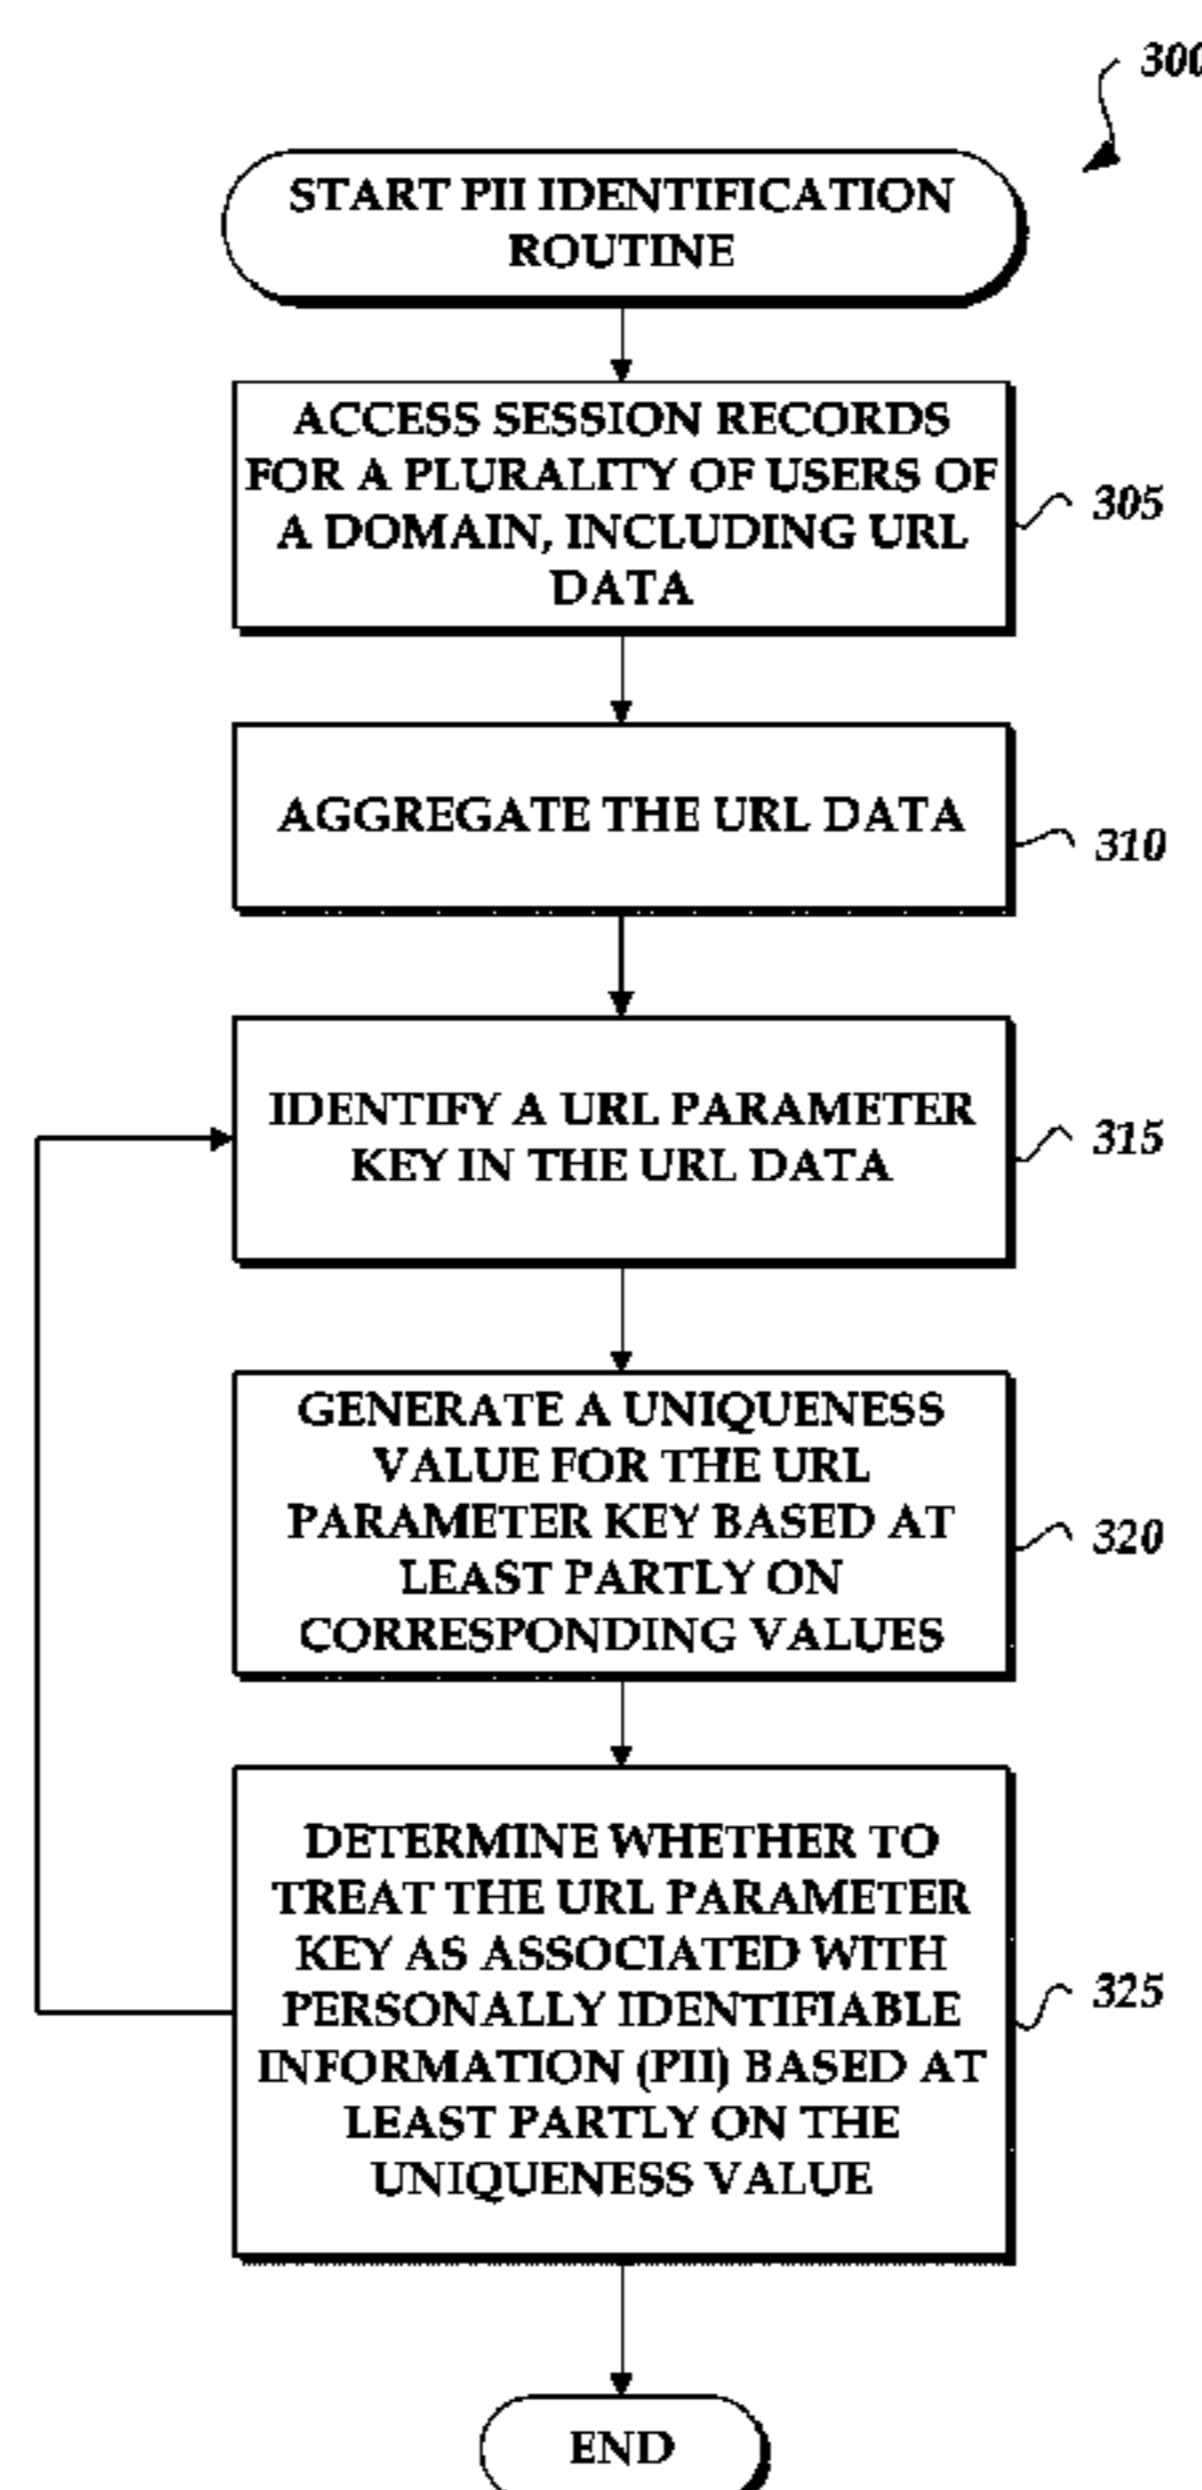 300
START PII IDENTIFICATION
ROUTINE
ACCESS SESSION RECORDS
FOR A PLURALITY OF USERS OF
A DOMAIN, INCLUDING URL
DATA
305
AGGREGATE THE URL DATA
310
IDENTIFY A URL PARAMETER
KEY IN THE URL DATA
315
GENERATE A UNIQUENESS
VALUE FOR THE URL
PARAMETER KEY BASED AT
LEAST PARTLY ON
CORRESPONDING VALUES
320
DETERMINE WHETHER TO
TREAT THE URL PARAMETER
KEY AS ASSOCIATED WITH
PERSONALLY IDENTIFIABLE
INFORMATION (PII) BASED AT
LEAST PARTLY ON THE
UNIQUENESS VALUE
325
END